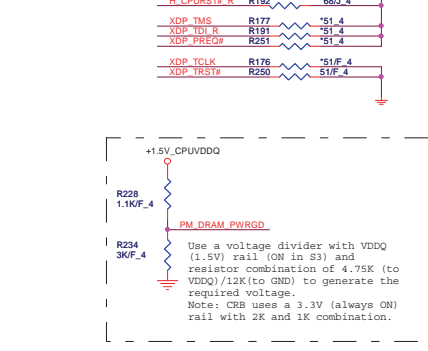 H_CPURST#_R R192 68/J_4
XDP_TMS R177 *51_4
XDP_TDI_R R191 *51_4
XDP_PREQ# R251 *51_4
XDP_TCLK R176 *51/F_4
XDP_TRST# R250 51/F_4
+1.5V_CPUVDDQ
R228
1.1K/F_4
PM_DRAM_PWRGD
R234
3K/F_4
Use a voltage divider with VDDQ
(1.5V) rail (ON in S3) and
resistor combination of 4.75K (to
VDDQ)/12K(to GND) to generate the
required voltage.
Note: CRB uses a 3.3V (always ON)
rail with 2K and 1K combination.